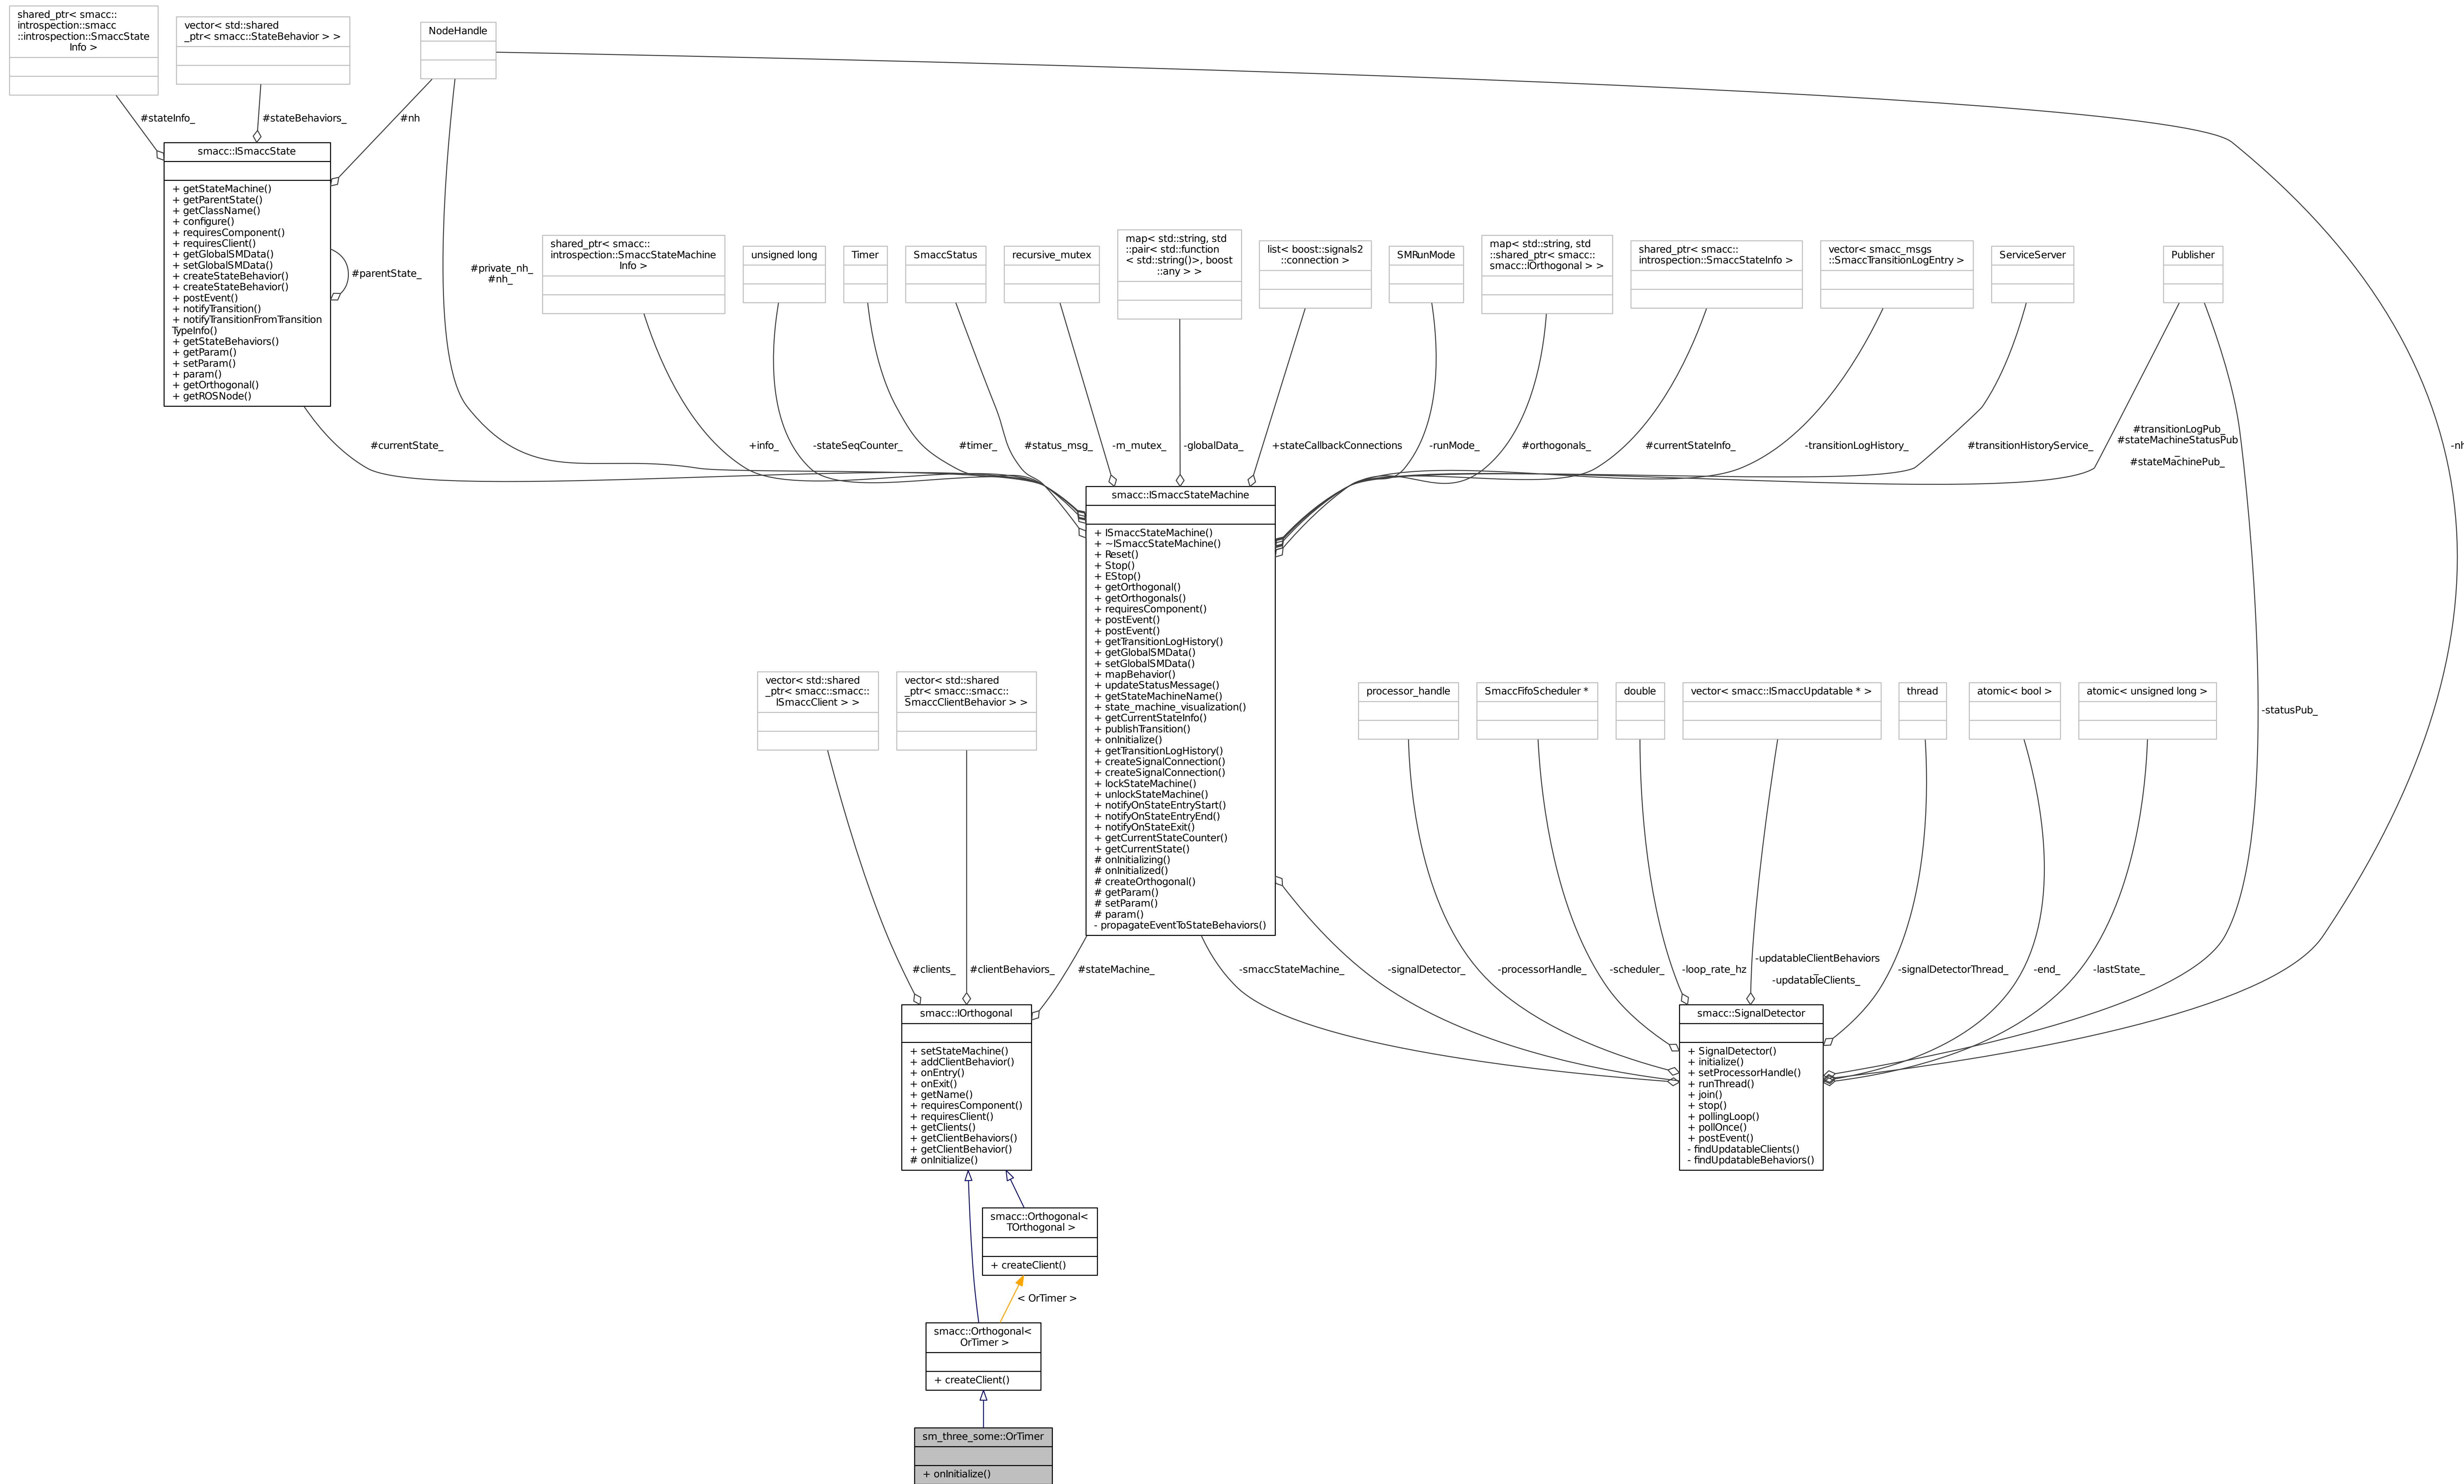 shared_ptr< smacc::
introspection::smacc
::introspection::SmaccState
Info >
vector< std::shared
_ptr< smacc::StateBehavior > >
NodeHandle
#stateInfo_
#stateBehaviors_
#nh
smacc::ISmaccState
+ getStateMachine()
+ getParentState()
+ getClassName()
+ configure()
+ requiresComponent()
+ requiresClient()
+ getGlobalSMData()
+ setGlobalSMData()
+ createStateBehavior()
+ createStateBehavior()
+ postEvent()
+ notifyTransition()
+ notifyTransitionFromTransition
TypeInfo()
+ getStateBehaviors()
+ getParam()
+ setParam()
+ param()
+ getOrthogonal()
+ getROSNode()
#parentState_
#private_nh_
#nh_
shared_ptr< smacc::
introspection::SmaccStateMachine
Info >
unsigned long
Timer
SmaccStatus
recursive_mutex
map< std::string, std
::pair< std::function
< std::string()>, boost
::any > >
list< boost::signals2
::connection >
SMRunMode
map< std::string, std
::shared_ptr< smacc::
smacc::IOrthogonal > >
shared_ptr< smacc::
introspection::SmaccStateInfo >
vector< smacc_msgs
::SmaccTransitionLogEntry >
ServiceServer
Publisher
#currentState_
+info_
-stateSeqCounter_
#timer_
#status_msg_
-m_mutex_
-globalData_
+stateCallbackConnections
-runMode_
#orthogonals_
#currentStateInfo_
-transitionLogHistory_
#transitionHistoryService_
#transitionLogPub_
#stateMachineStatusPub
_
#stateMachinePub_
-nh
smacc::ISmaccStateMachine
+ ISmaccStateMachine()
+ ~ISmaccStateMachine()
+ Reset()
+ Stop()
+ EStop()
+ getOrthogonal()
+ getOrthogonals()
+ requiresComponent()
+ postEvent()
+ postEvent()
+ getTransitionLogHistory()
+ getGlobalSMData()
+ setGlobalSMData()
+ mapBehavior()
+ updateStatusMessage()
+ getStateMachineName()
+ state_machine_visualization()
+ getCurrentStateInfo()
+ publishTransition()
+ onInitialize()
+ getTransitionLogHistory()
+ createSignalConnection()
+ createSignalConnection()
+ lockStateMachine()
+ unlockStateMachine()
+ notifyOnStateEntryStart()
+ notifyOnStateEntryEnd()
+ notifyOnStateExit()
+ getCurrentStateCounter()
+ getCurrentState()
# onInitializing()
# onInitialized()
# createOrthogonal()
# getParam()
# setParam()
# param()
- propagateEventToStateBehaviors()
vector< std::shared
_ptr< smacc::smacc::
ISmaccClient > >
vector< std::shared
_ptr< smacc::smacc::
SmaccClientBehavior > >
processor_handle
SmaccFifoScheduler *
double
vector< smacc::ISmaccUpdatable * >
thread
atomic< bool >
atomic< unsigned long >
-statusPub_
#clients_
#clientBehaviors_
#stateMachine_
-smaccStateMachine_
-signalDetector_
-processorHandle_
-scheduler_
-loop_rate_hz
-updatableClientBehaviors
_
-updatableClients_
-signalDetectorThread_
-end_
-lastState_
smacc::IOrthogonal
+ setStateMachine()
+ addClientBehavior()
+ onEntry()
+ onExit()
+ getName()
+ requiresComponent()
+ requiresClient()
+ getClients()
+ getClientBehaviors()
+ getClientBehavior()
# onInitialize()
smacc::SignalDetector
+ SignalDetector()
+ initialize()
+ setProcessorHandle()
+ runThread()
+ join()
+ stop()
+ pollingLoop()
+ pollOnce()
+ postEvent()
- findUpdatableClients()
- findUpdatableBehaviors()
smacc::Orthogonal<
TOrthogonal >
+ createClient()
< OrTimer >
smacc::Orthogonal<
OrTimer >
+ createClient()
sm_three_some::OrTimer
+ onInitialize()